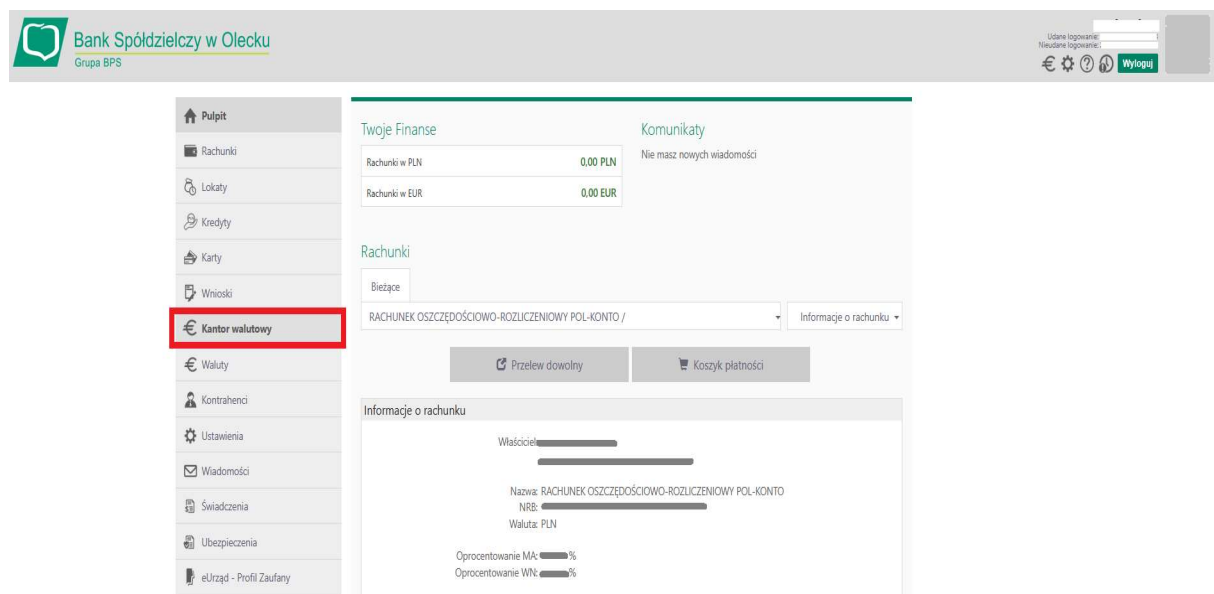 Bank Spółdzielczy w Olecku
Grupa BPS
Udane logowanie:
Nieudane logowanie:
Wyloguj
Pulpit
Rachunki
Lokaty
Kredyty
Karty
Wnioski
Kantor walutowy
Waluty
Kontrahenci
Ustawienia
Wiadomości
Świadczenia
Ubezpieczenia
eUrząd - Profil Zaufany
Twoje Finanse
Rachunki w PLN 0,00 PLN
Rachunki w EUR 0,00 EUR
Komunikaty
Nie masz nowych wiadomości
Rachunki
Bieżące
RACHUNEK OSZCZĘDOŚCIOWO-ROZLICZENIOWY POL-KONTO /
Informacje o rachunku
Przelew dowolny
Koszyk płatności
Informacje o rachunku
Właściciel:
Nazwa: RACHUNEK OSZCZĘDOŚCIOWO-ROZLICZENIOWY POL-KONTO
NRB:
Waluta: PLN
Oprocentowanie MA: %
Oprocentowanie WN: %